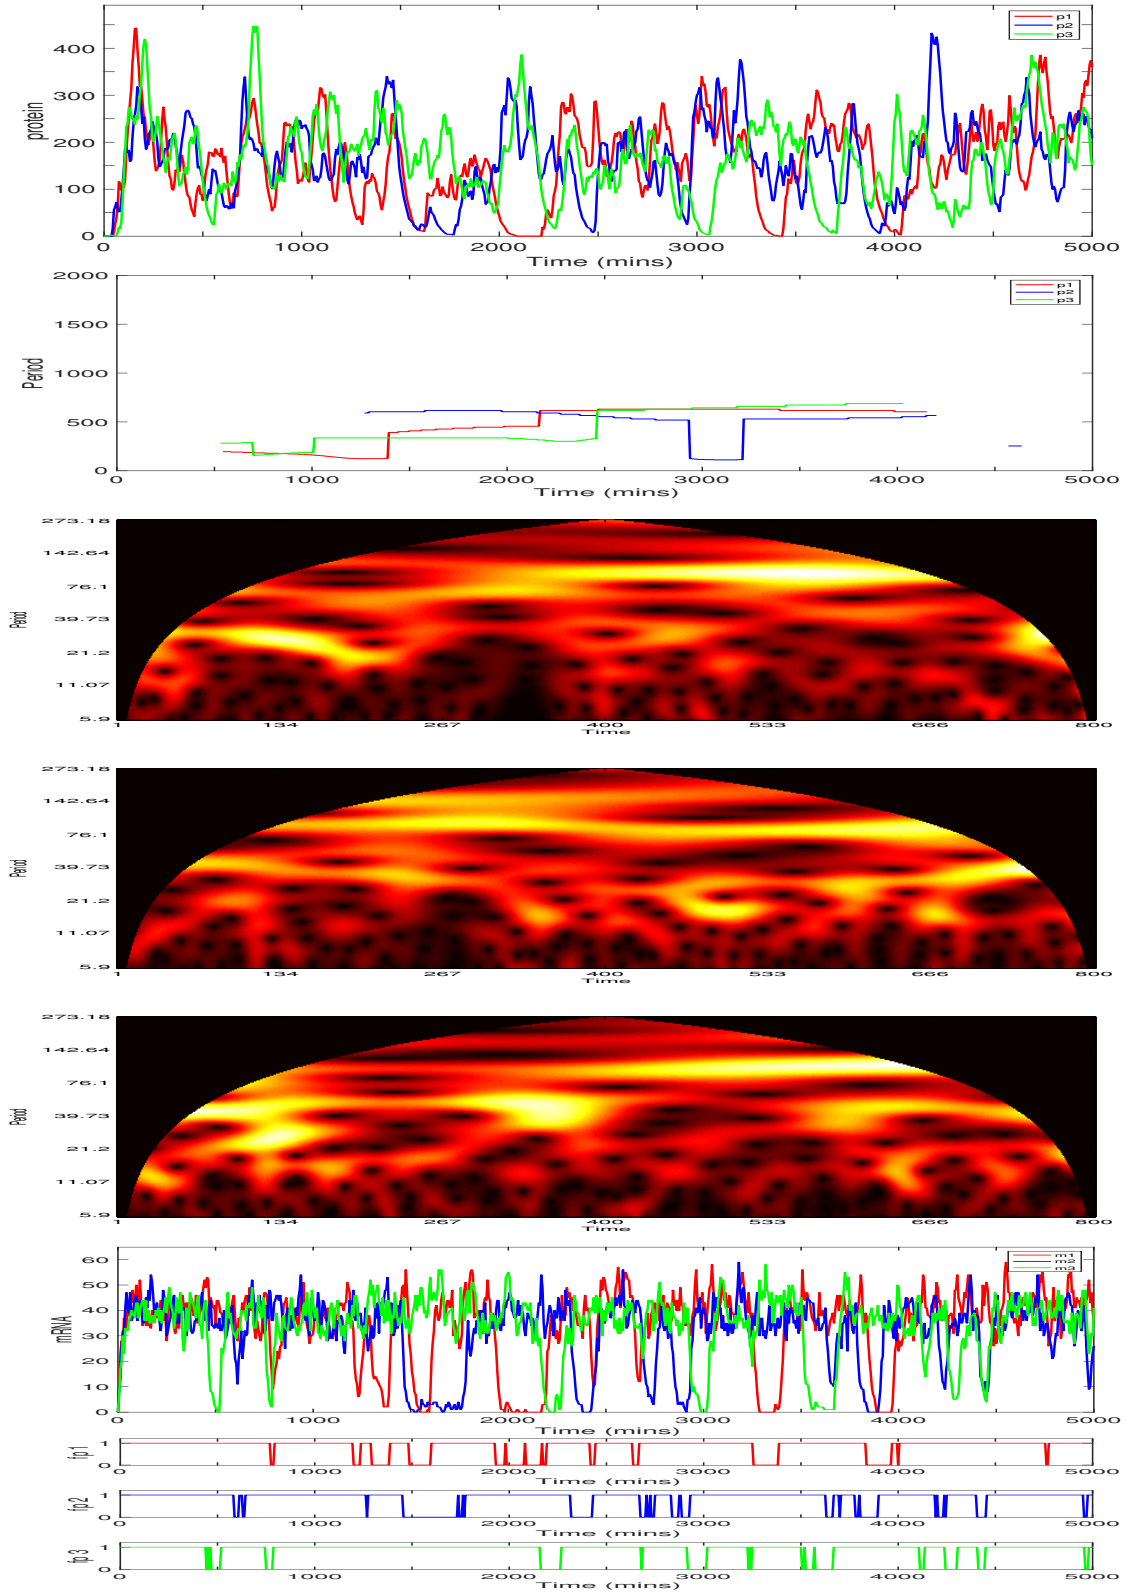 400
300
200
100
0
protein
p1
p2
p3
0 1000 2000 3000 4000 5000
Time (mins)
2000
1500
1000
500
0
Period
p1
p2
p3
0 1000 2000 3000 4000 5000
Time (mins)
273.18
142.64
76.1
39.73
21.2
11.07
5.9
Period
1 134 267 400 533 666 800
Time
273.18
142.64
76.1
39.73
21.2
11.07
5.9
Period
1 134 267 400 533 666 800
Time
273.18
142.64
76.1
39.73
21.2
11.07
5.9
Period
1 134 267 400 533 666 800
Time
60
50
40
30
20
10
0
mRNA
m1
m2
m3
0 1000 2000 3000 4000 5000
Time (mins)
fp1
1
0
0 1000 2000 3000 4000 5000
Time (mins)
fp2
1
0
0 1000 2000 3000 4000 5000
Time (mins)
fp3
1
0
0 1000 2000 3000 4000 5000
Time (mins)